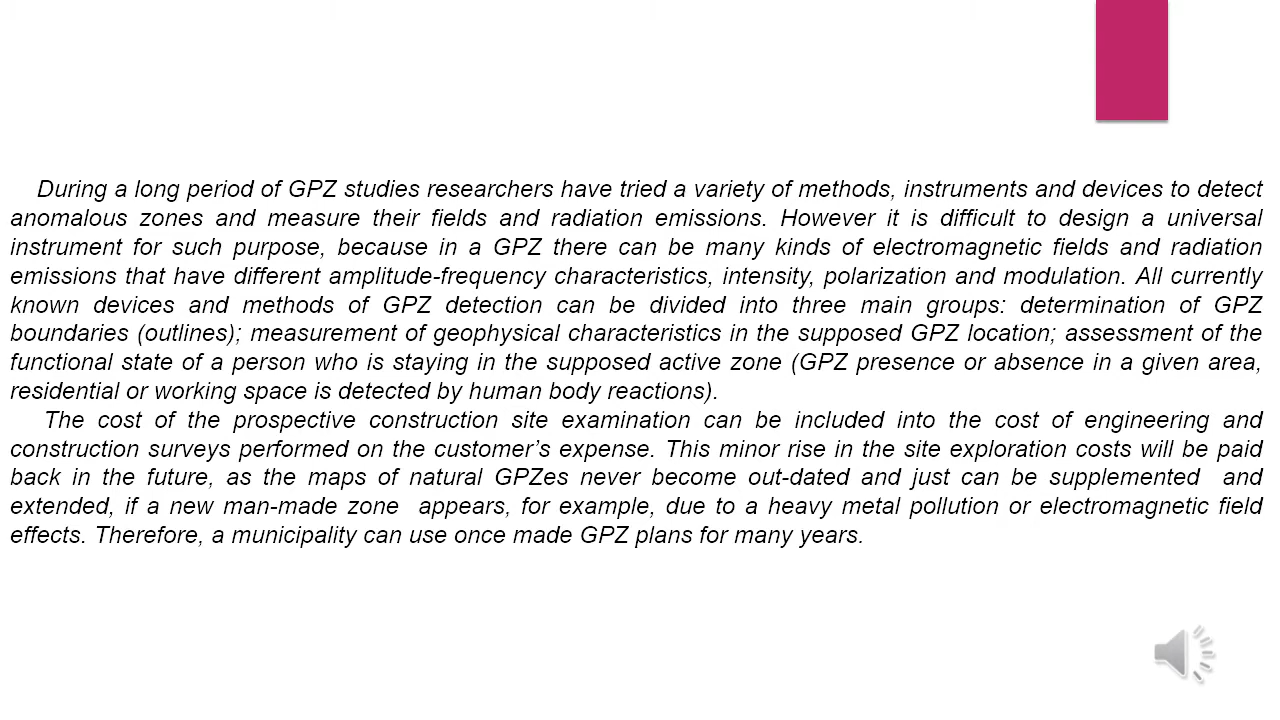 During a long period of GPZ studies researchers have tried a variety of methods, instruments and devices to detect
anomalous zones and measure their fields and radiation emissions. However it is difficult to design a universal
instrument for such purpose, because in a GPZ there can be many kinds of electromagnetic fields and radiation
emissions that have different amplitude-frequency characteristics, intensity, polarization and modulation. All currently
known devices and methods of GPZ detection can be divided into three main groups: determination of GPZ
boundaries (outlines); measurement of geophysical characteristics in the supposed GPZ location; assessment of the
functional state of a person who is staying in the supposed active zone (GPZ presence or absence in a given area,
residential or working space is detected by human body reactions).
The cost of the prospective construction site examination can be included into the cost of engineering and
construction surveys performed on the customer’s expense. This minor rise in the site exploration costs will be paid
back in the future, as the maps of natural GPZes never become out-dated and just can be supplemented and
extended, if a new man-made zone appears, for example, due to a heavy metal pollution or electromagnetic field
effects. Therefore, a municipality can use once made GPZ plans for many years.